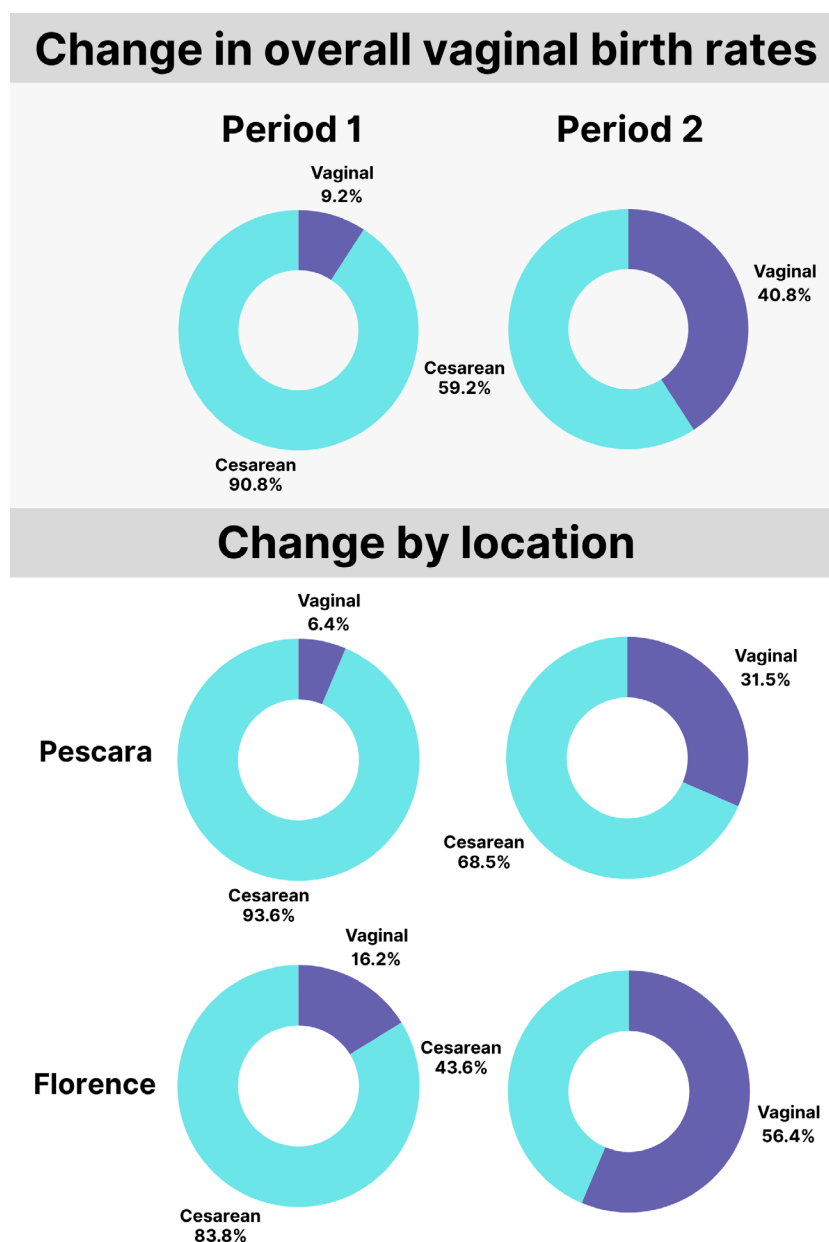 Change in overall vaginal birth rates
Period 1
Period 2
Vaginal
9.2%
Vaginal
40.8%
Cesarean
59.2%
Cesarean
90.8%
Change by location
Vaginal
6.4%
Vaginal
31.5%
Pescara
Cesarean
68.5%
Cesarean
93.6%
Vaginal
16.2%
Cesarean
43.6%
Florence
Vaginal
56.4%
Cesarean
83.8%